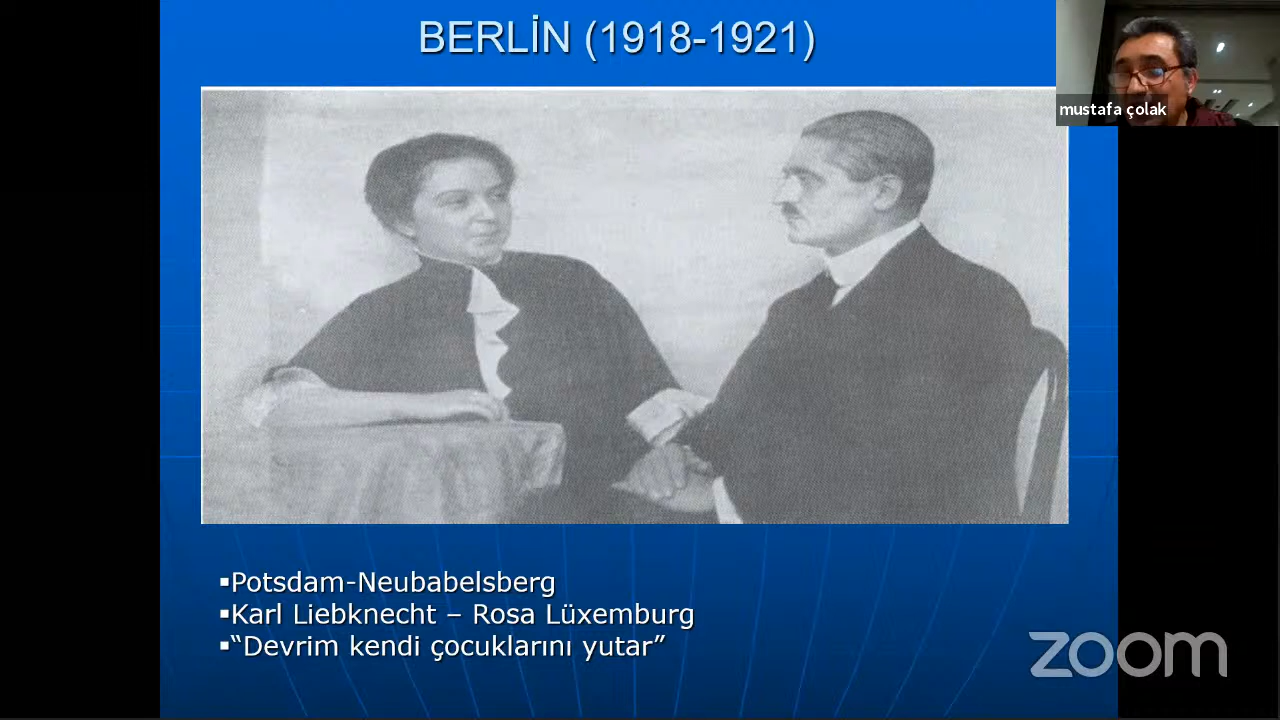 BERLİN (1918-1921)
mustafa çolak
▪Potsdam-Neubabelsberg
▪Karl Liebknecht – Rosa Lüxemburg
▪“Devrim kendi çocuklarını yutar”
zoom